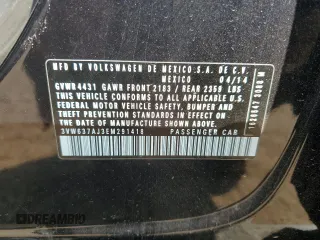 MFD BY VOLKSWAGEN DE MEXICO S.A. DE C.V.
MEXICO 04/14
GVWR 4431 GAWR FRONT 2183 / REAR 2359 LBS
THIS VEHICLE CONFORMS TO ALL APPLICABLE U.S.
FEDERAL MOTOR VEHICLE SAFETY, BUMPER AND
THEFT PREVENTION STANDARDS IN EFFECT ON THE
DATE OF MANUFACTURE SHOWN ABOVE.
3VW637AJ3EM291418 PASSENGER CAR
DREAMBID